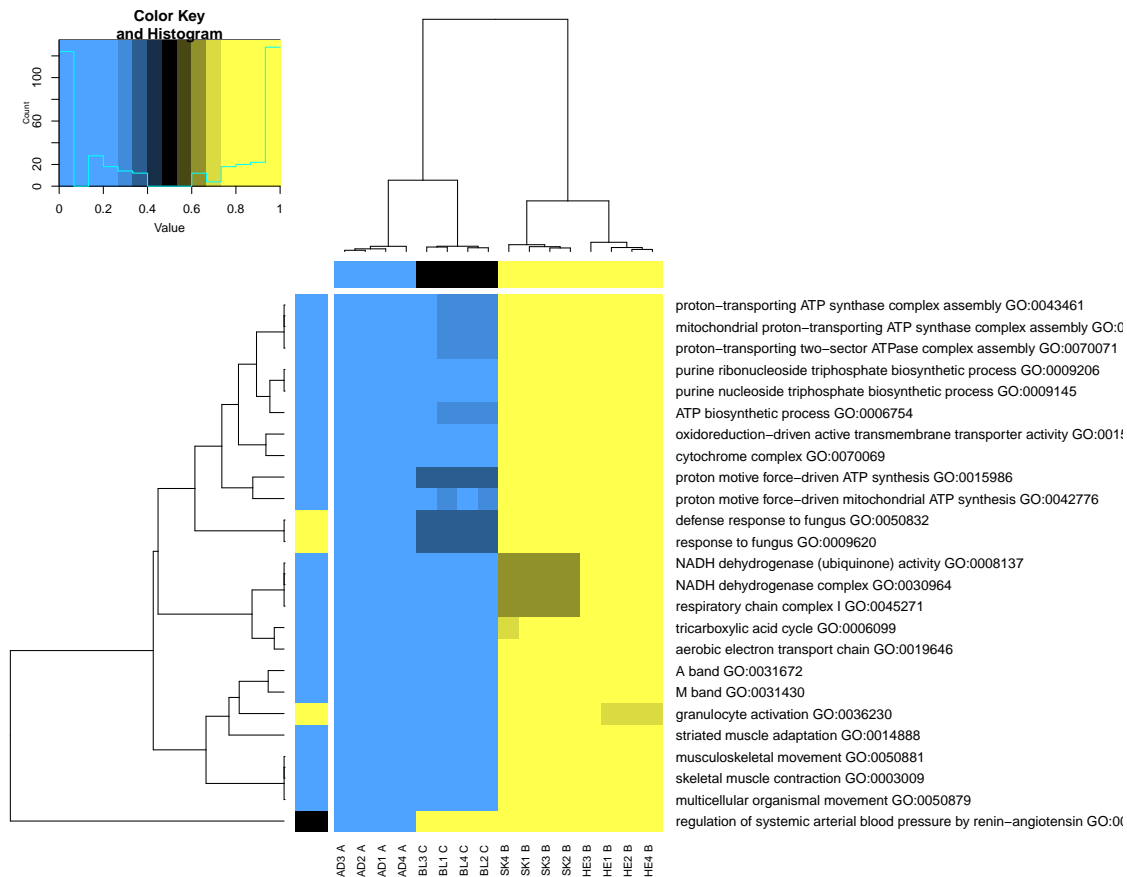 Color Key
and Histogram
Count
0
20
60
100
0
0.2
0.4
0.6
0.8
1
Value
proton−transporting ATP synthase complex assembly GO:0043461
mitochondrial proton−transporting ATP synthase complex assembly GO:0
proton−transporting two−sector ATPase complex assembly GO:0070071
purine ribonucleoside triphosphate biosynthetic process GO:0009206
purine nucleoside triphosphate biosynthetic process GO:0009145
ATP biosynthetic process GO:0006754
oxidoreduction−driven active transmembrane transporter activity GO:0015
cytochrome complex GO:0070069
proton motive force−driven ATP synthesis GO:0015986
proton motive force−driven mitochondrial ATP synthesis GO:0042776
defense response to fungus GO:0050832
response to fungus GO:0009620
NADH dehydrogenase (ubiquinone) activity GO:0008137
NADH dehydrogenase complex GO:0030964
respiratory chain complex I GO:0045271
tricarboxylic acid cycle GO:0006099
aerobic electron transport chain GO:0019646
A band GO:0031672
M band GO:0031430
granulocyte activation GO:0036230
striated muscle adaptation GO:0014888
musculoskeletal movement GO:0050881
skeletal muscle contraction GO:0003009
multicellular organismal movement GO:0050879
regulation of systemic arterial blood pressure by renin−angiotensin GO:00
AD3 A
AD2 A
AD1 A
AD4 A
BL3 C
BL1 C
BL4 C
BL2 C
SK4 B
SK1 B
SK3 B
SK2 B
HE3 B
HE1 B
HE2 B
HE4 B